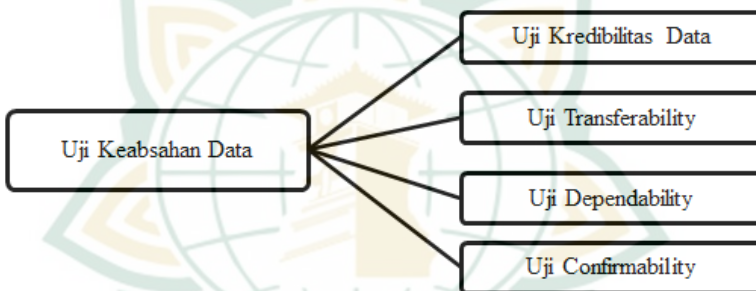 Uji Kredibilitas Data
Uji Transferability
Uji Keabsahan Data
Uji Dependability
Uji Confirmability